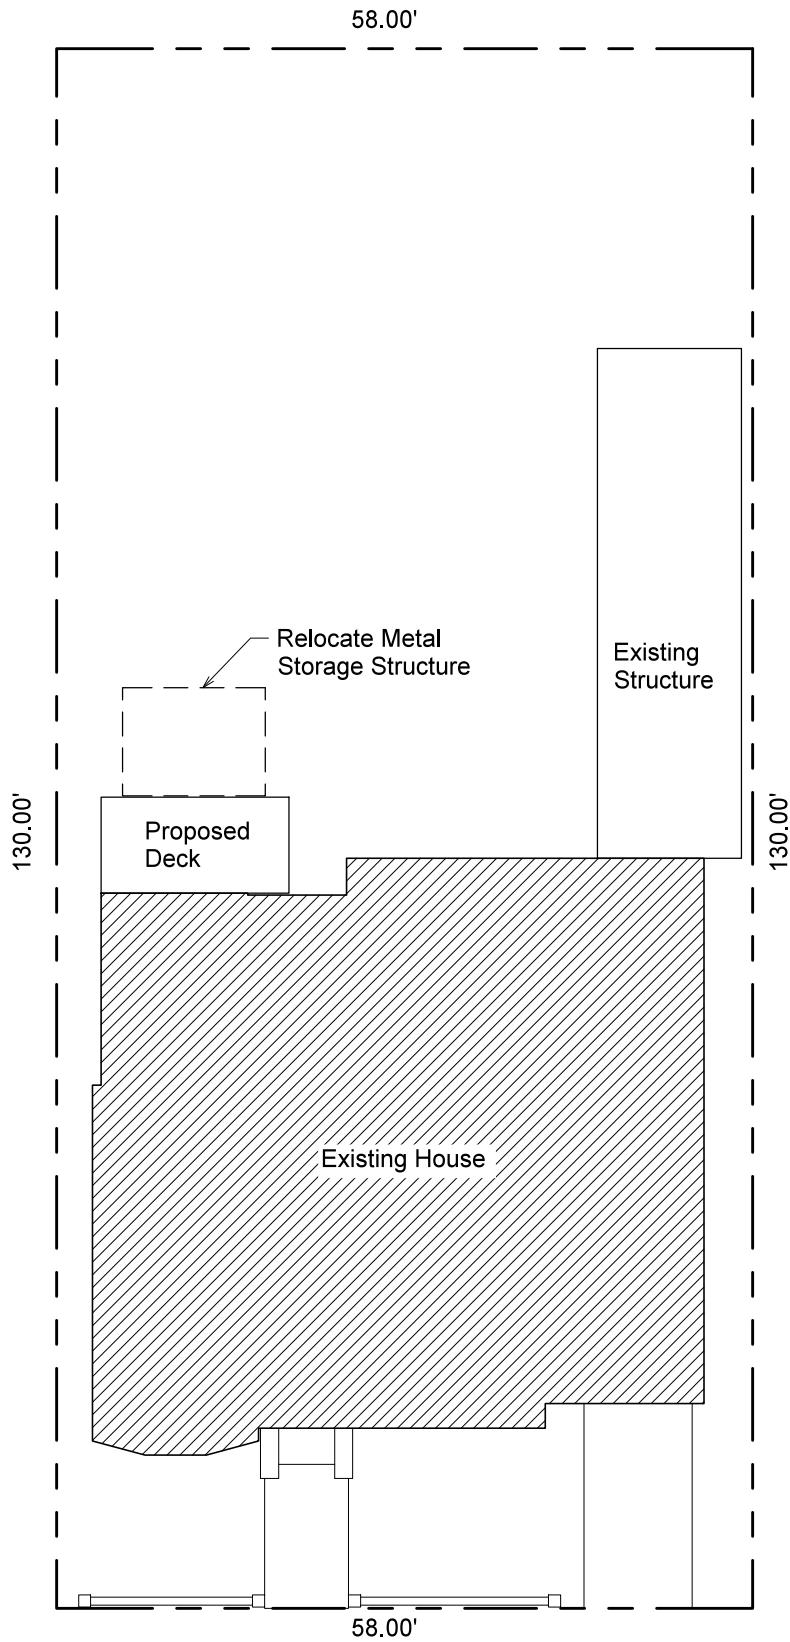 58.00'
Relocate Metal
Storage Structure
Existing
Structure
130.00'
Proposed
Deck
130.00'
Existing House
58.00'